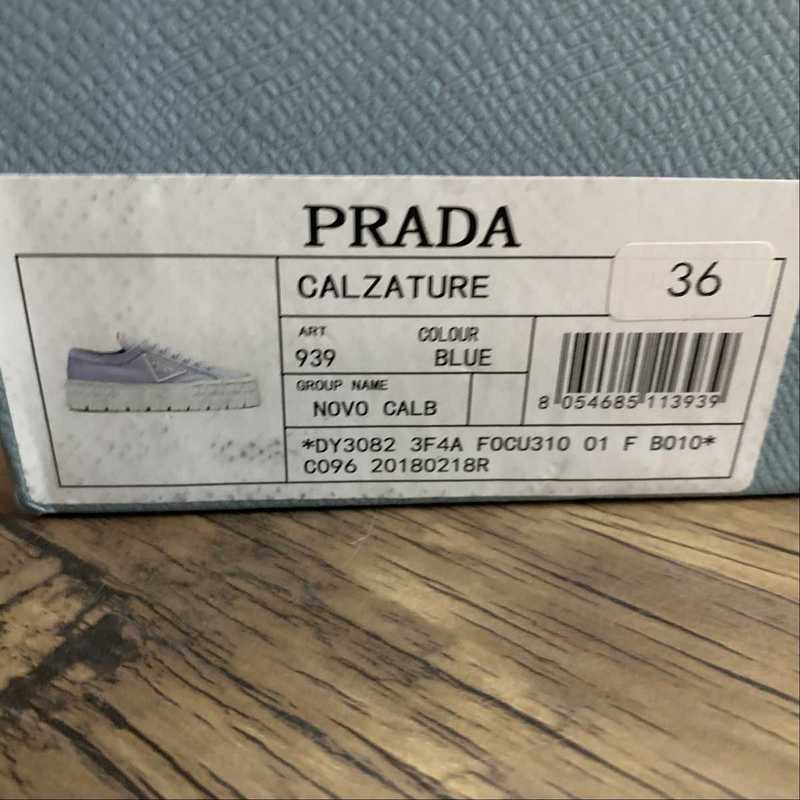 PRADA
CALZATURE
36
ART. COLOUR
939 BLUE
GROUP NAME
NOVO CALB
8 054685 113939
*DY3082 3F4A F0CU310 01 F B010*
C096 20180218R